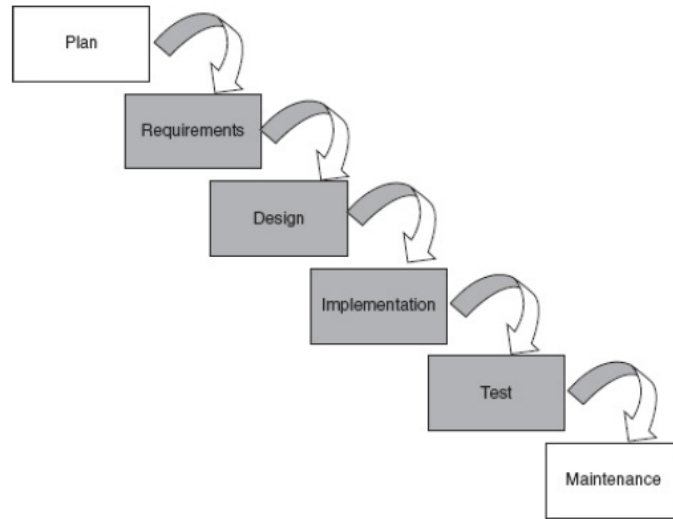 Plan
Requirements
Design
Implementation
Test
Maintenance